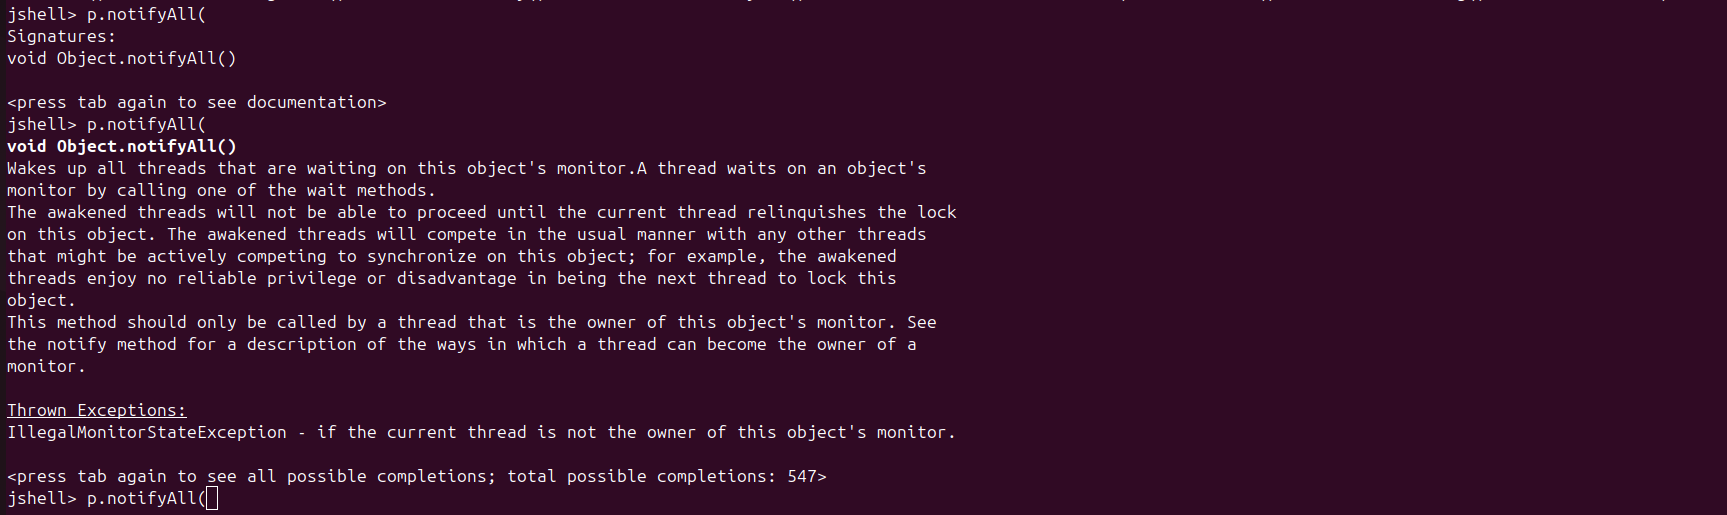 jshell> p.notifyAll(
Signatures:
void Object.notifyAll()
<press tab again to see documentation>
jshell> p.notifyAll(
void Object.notifyAll()
Wakes up all threads that are waiting on this object's monitor.A thread waits on an object's
monitor by calling one of the wait methods.
The awakened threads will not be able to proceed until the current thread relinquishes the lock
on this object. The awakened threads will compete in the usual manner with any other threads
that might be actively competing to synchronize on this object; for example, the awakened
threads enjoy no reliable privilege or disadvantage in being the next thread to lock this
object.
This method should only be called by a thread that is the owner of this object's monitor. See
the notify method for a description of the ways in which a thread can become the owner of a
monitor.
Thrown Exceptions:
IllegalMonitorStateException - if the current thread is not the owner of this object's monitor.
<press tab again to see all possible completions; total possible completions: 547>
jshell> p.notifyAll(